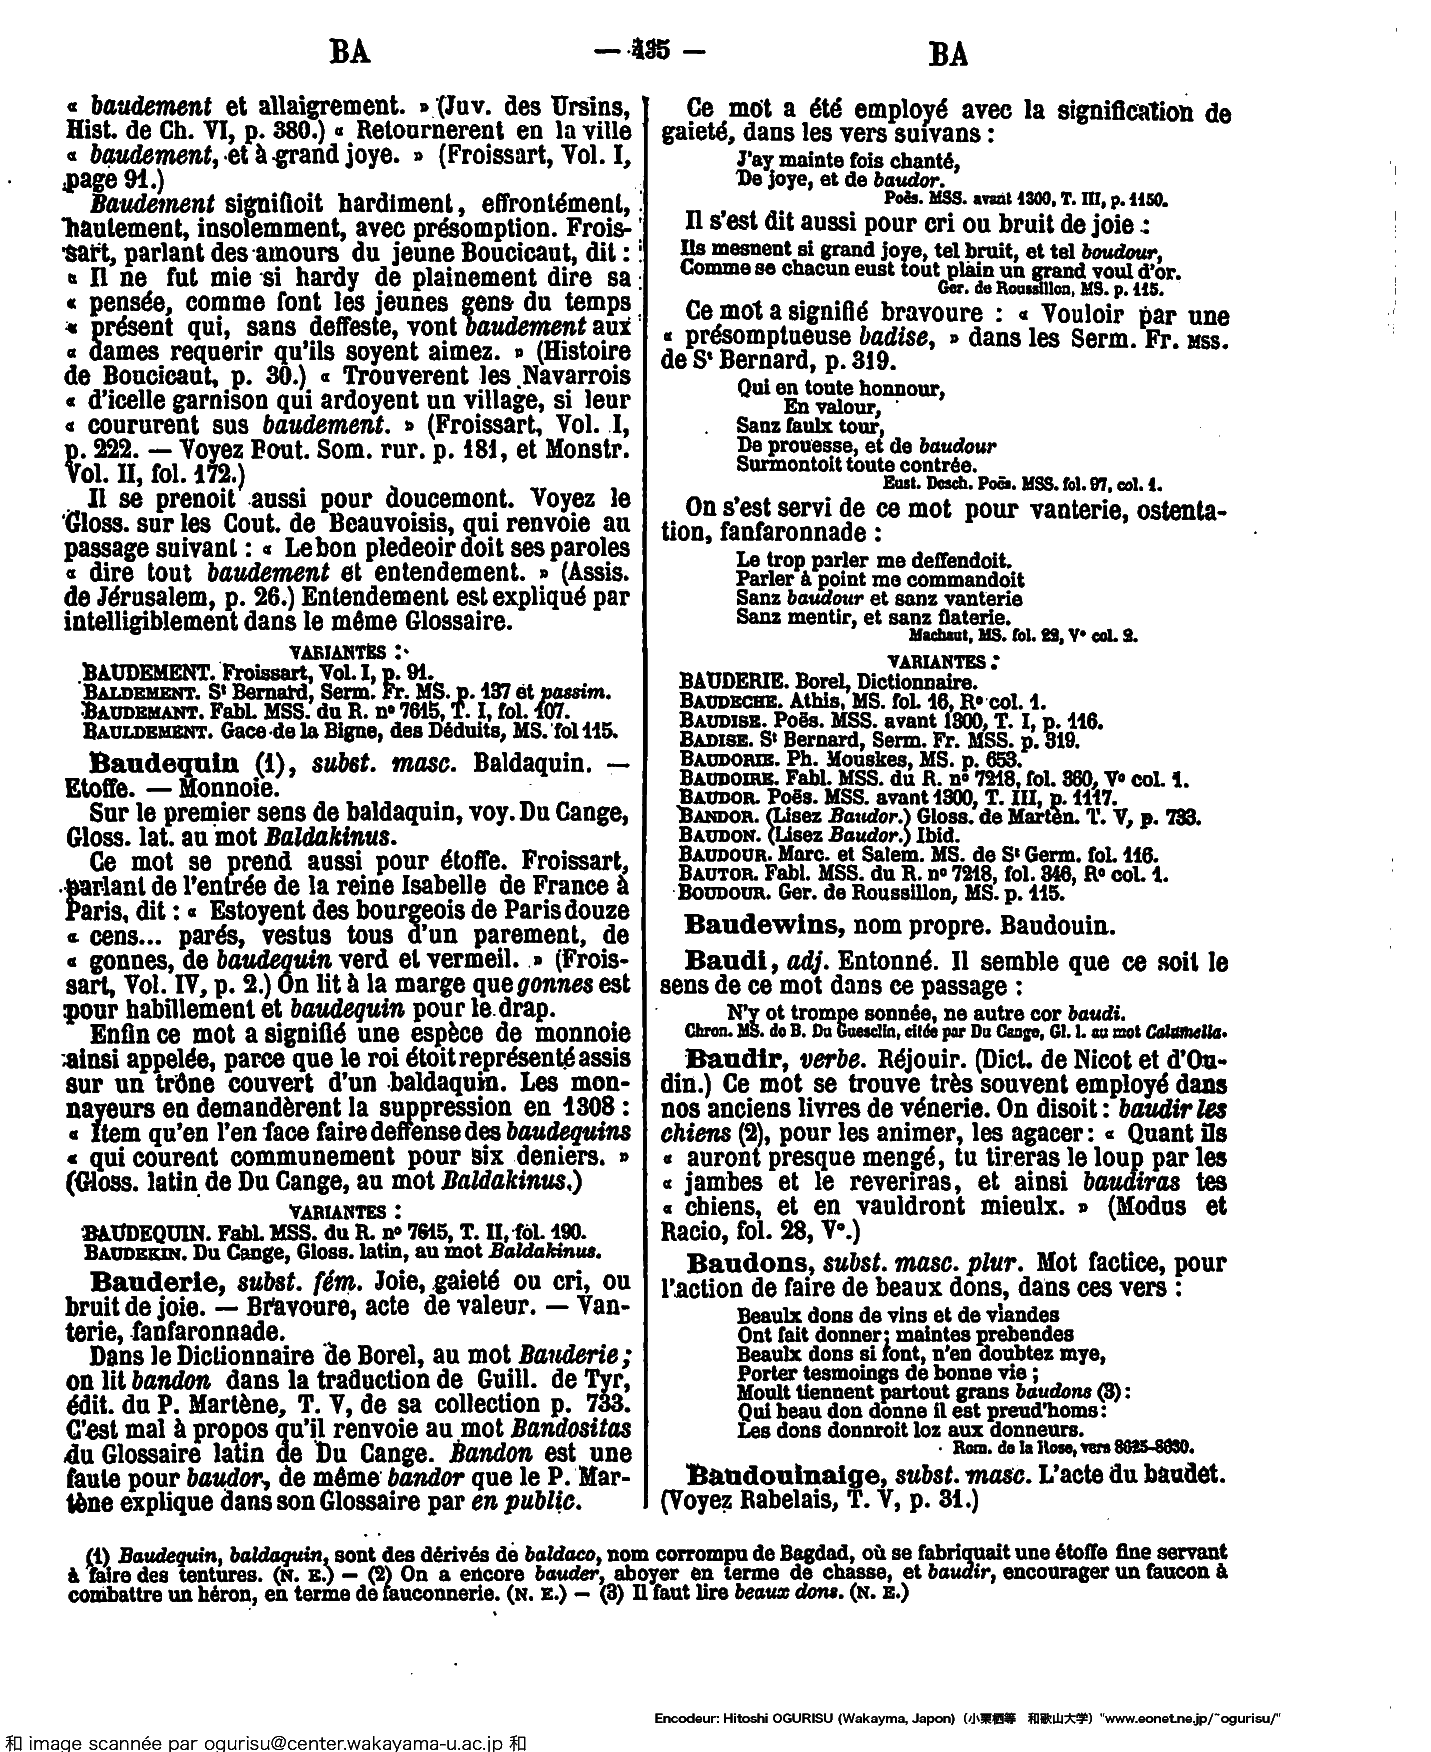 BA
— 435 —
BA
« baudement et allaigrement. » (Juv. des Ursins,
Hist. de Ch. VI, p. 380.) « Retournerent en la ville
« baudement, et à grand joye. » (Froissart, Vol. I,
page 91.)
Baudement signifioit hardiment, effrontément,
hautement, insolemment, avec présomption. Frois-
sart, parlant des amours du jeune Boucicaut, dit :
« Il ne fut mie si hardy de plainement dire sa
« pensée, comme font les jeunes gens du temps
« présent qui, sans deffeste, vont baudement aux
« dames requerir qu'ils soyent aimez. » (Histoire
de Boucicaut, p. 30.) « Trouverent les Navarrois
« d'icelle garnison qui ardoyent un village, si leur
« coururent sus baudement. » (Froissart, Vol. I,
p. 222. — Voyez Bout. Som. rur. p. 181, et Monstr.
Vol. II, fol. 172.)
Il se prenoit aussi pour doucemont. Voyez le
Gloss. sur les Cout. de Beauvoisis, qui renvoie au
passage suivant : « Le bon pledeoir doit ses paroles
« dire tout baudement et entendement. » (Assis.
de Jérusalem, p. 26.) Entendement est expliqué par
intelligiblement dans le même Glossaire.
VARIANTES :
BAUDEMENT. Froissart, Vol. I, p. 91.
BALDEMENT. St Bernard, Serm. Fr. MS. p. 137 et passim.
BAUDEMANT. Fabl. MSS. du R. nº 7615, T. I, fol. 107.
BAULDEMENT. Gace de la Bigne, des Déduits, MS. fol 115.
Baudequin (1), subst. masc. Baldaquin. —
Etoffe. — Monnoie.
Sur le premier sens de baldaquin, voy. Du Cange,
Gloss. lat. au mot Baldakinus.
Ce mot se prend aussi pour étoffe. Froissart,
parlant de l'entrée de la reine Isabelle de France à
Paris, dit : « Estoyent des bourgeois de Paris douze
« cens... parés, vestus tous d'un parement, de
« gonnes, de baudequin verd et vermeil. » (Frois-
sart, Vol. IV, p. 2.) On lit à la marge que gonnes est
pour habillement et baudequin pour le drap.
Enfin ce mot a signifié une espèce de monnoie
ainsi appelée, parce que le roi étoit représenté assis
sur un trône couvert d'un baldaquin. Les mon-
nayeurs en demandèrent la suppression en 1308 :
« Item qu'en l'en face faire deffense des baudequins
« qui courent communement pour six deniers. »
(Gloss. latin de Du Cange, au mot Baldakinus.)
VARIANTES :
BAUDEQUIN. Fabl. MSS. du R. nº 7615, T. II, fol. 190.
BAUDEKIN. Du Cange, Gloss. latin, au mot Baldakinus.
Bauderie, subst. fém. Joie, gaieté ou cri, ou
bruit de joie. — Bravoure, acte de valeur. — Van-
terie, fanfaronnade.
Dans le Dictionnaire de Borel, au mot Bauderie;
on lit bandon dans la traduction de Guill. de Tyr,
édit. du P. Martène, T. V, de sa collection p. 733.
C'est mal à propos qu'il renvoie au mot Bandositas
du Glossaire latin de Du Cange. Bandon est une
faute pour baudor, de même bandor que le P. Mar-
tène explique dans son Glossaire par en public.
Ce mot a été employé avec la signification de
gaieté, dans les vers suivans :
J'ay mainte fois chanté,
De joye, et de baudor.
Poës. MSS. avant 1300, T. III, p. 1150.
Il s'est dit aussi pour cri ou bruit de joie :
Ils mesnent si grand joye, tel bruit, et tel boudour,
Comme se chacun eust tout plain un grand voul d'or.
Ger. de Roussillon, MS. p. 115.
Ce mot a signifié bravoure : « Vouloir par une
« présomptueuse badise, » dans les Serm. Fr. MSS.
de St Bernard, p. 319.
Qui en toute honnour,
En valour,
Sanz faulx tour,
De prouesse, et de baudour
Surmontoit toute contrée.
Eust. Desch. Poës. MSS. fol. 97, col. 1.
On s'est servi de ce mot pour vanterie, ostenta-
tion, fanfaronnade :
Le trop parler me deffendoit.
Parler à point me commandoit
Sanz baudour et sanz vanterie
Sanz mentir, et sanz flaterie.
Machaut, MS. fol. 22, Vº col. 2.
VARIANTES :
BAUDERIE. Borel, Dictionnaire.
BAUDECHE. Athis, MS. fol. 16, Rº col. 1.
BAUDISE. Poës. MSS. avant 1300, T. I, p. 116.
BADISE. St Bernard, Serm. Fr. MSS. p. 319.
BAUDORIE. Ph. Mouskes, MS. p. 653.
BAUDOIRE. Fabl. MSS. du R. nº 7218, fol. 360, Vº col. 1.
BAUDOR. Poës. MSS. avant 1300, T. III, p. 1117.
BANDOR. (Lisez Baudor.) Gloss. de Martèn. T. V, p. 733.
BAUDON. (Lisez Baudor.) Ibid.
BAUDOUR. Marc. et Salem. MS. de St Germ. fol. 116.
BAUTOR. Fabl. MSS. du R. nº 7218, fol. 346, Rº col. 1.
BOUDOUR. Ger. de Roussillon, MS. p. 115.
Baudewins, nom propre. Baudouin.
Baudi, adj. Entonné. Il semble que ce soit le
sens de ce mot dans ce passage :
N'y ot trompe sonnée, ne autre cor baudi.
Chron. MS. de B. Du Guesclin, citée par Du Cange, Gl. l. au mot Calamella.
Baudir, verbe. Réjouir. (Dict. de Nicot et d'Ou-
din.) Ce mot se trouve très souvent employé dans
nos anciens livres de vénerie. On disoit : baudir les
chiens (2), pour les animer, les agacer : « Quant ils
« auront presque mengé, tu tireras le loup par les
« jambes et le reveriras, et ainsi baudiras tes
« chiens, et en vauldront mieulx. » (Modus et
Racio, fol. 28, Vº.)
Baudons, subst. masc. plur. Mot factice, pour
l'action de faire de beaux dons, dans ces vers :
Beaulx dons de vins et de viandes
Ont fait donner; maintes prebendes
Beaulx dons si font, n'en doubtez mye,
Porter tesmoings de bonne vie ;
Moult tiennent partout grans baudons (3) :
Qui beau don donne il est preud'homs :
Les dons donnroit loz aux donneurs.
Rom. de la Rose, vers 8625-8630.
Baudouinaige, subst. masc. L'acte du baudet.
(Voyez Rabelais, T. V, p. 31.)
(1) Baudequin, baldaquin, sont des dérivés de baldaco, nom corrompu de Bagdad, où se fabriquait une étoffe fine servant
à faire des tentures. (N. E.) — (2) On a encore bauder, aboyer en terme de chasse, et baudir, encourager un faucon à
combattre un héron, en terme de fauconnerie. (N. E.) — (3) Il faut lire beaux dons. (N. E.)
Encodeur: Hitoshi OGURISU (Wakayma, Japon) (小栗栖等 和歌山大学) "www.eonet.ne.jp/~ogurisu/"
和 image scannée par ogurisu@center.wakayama-u.ac.jp 和